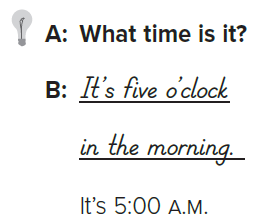 A: What time is it?
B: It's five o'clock
in the morning.
It's 5:00 A.M.